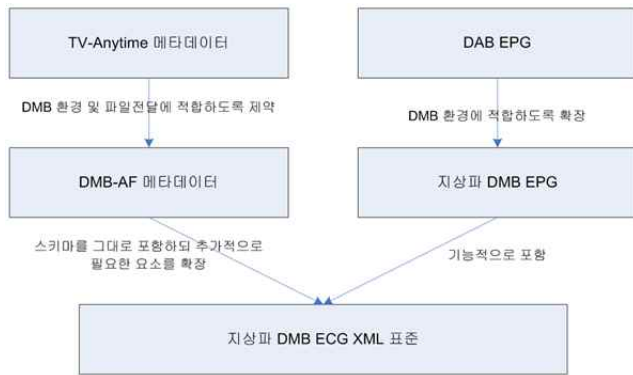 TV-Anytime 메타데이터
DAB EPG
DMB 환경 및 파일전달에 적합하도록 제약
DMB 환경에 적합하도록 확장
DMB-AF 메타데이터
지상파 DMB EPG
스키마를 그대로 포함하되 추가적으로
필요한 요소를 확장
기능적으로 포함
지상파 DMB ECG XML 표준